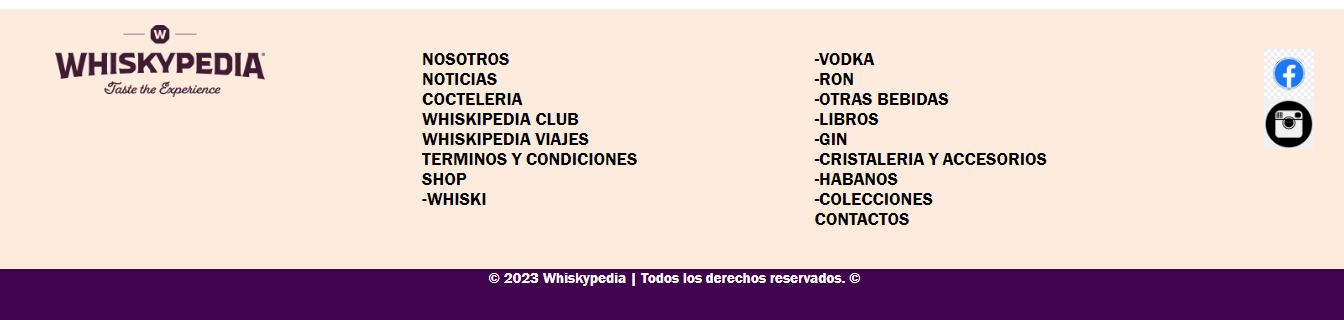 W
WHISKYPEDIA
Taste the Experience
NOSOTROS
NOTICIAS
COCTELERIA
WHISKIPEDIA CLUB
WHISKIPEDIA VIAJES
TERMINOS Y CONDICIONES
SHOP
-WHISKI
-VODKA
-RON
-OTRAS BEBIDAS
-LIBROS
-GIN
-CRISTALERIA Y ACCESORIOS
-HABANOS
-COLECCIONES
CONTACTOS
© 2023 Whiskypedia | Todos los derechos reservados. ©